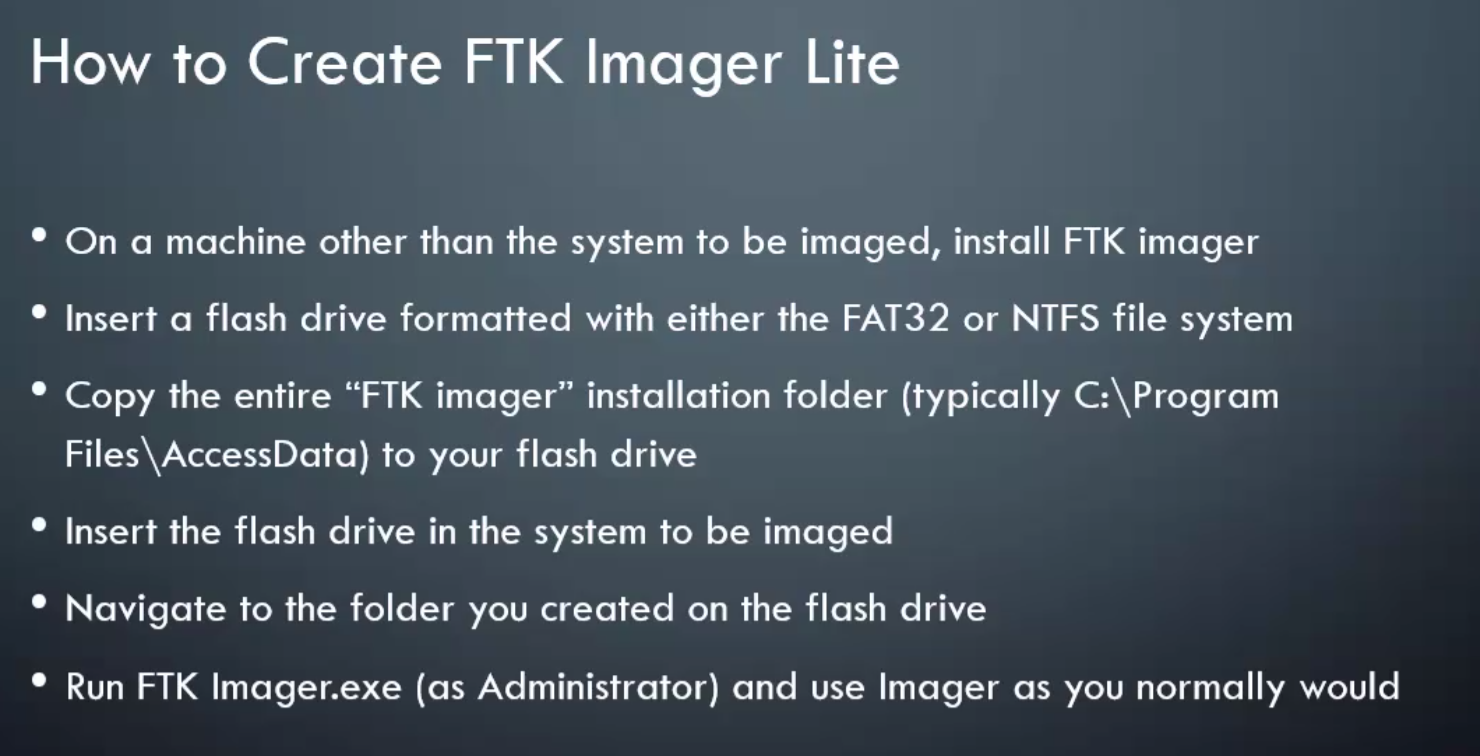 How to Create FTK Imager Lite
• On a machine other than the system to be imaged, install FTK imager
• Insert a flash drive formatted with either the FAT32 or NTFS file system
• Copy the entire “FTK imager” installation folder (typically C:\Program
Files\AccessData) to your flash drive
• Insert the flash drive in the system to be imaged
• Navigate to the folder you created on the flash drive
• Run FTK Imager.exe (as Administrator) and use Imager as you normally would